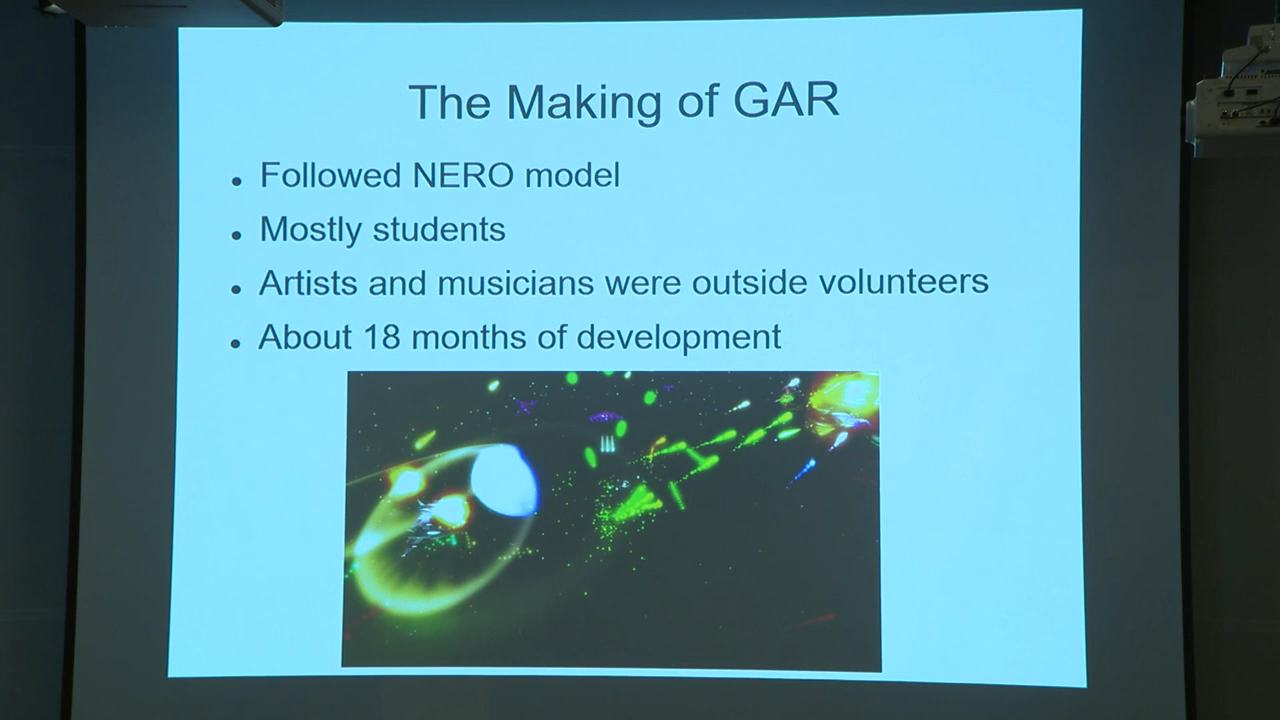 The Making of GAR
• Followed NERO model
• Mostly students
• Artists and musicians were outside volunteers
• About 18 months of development